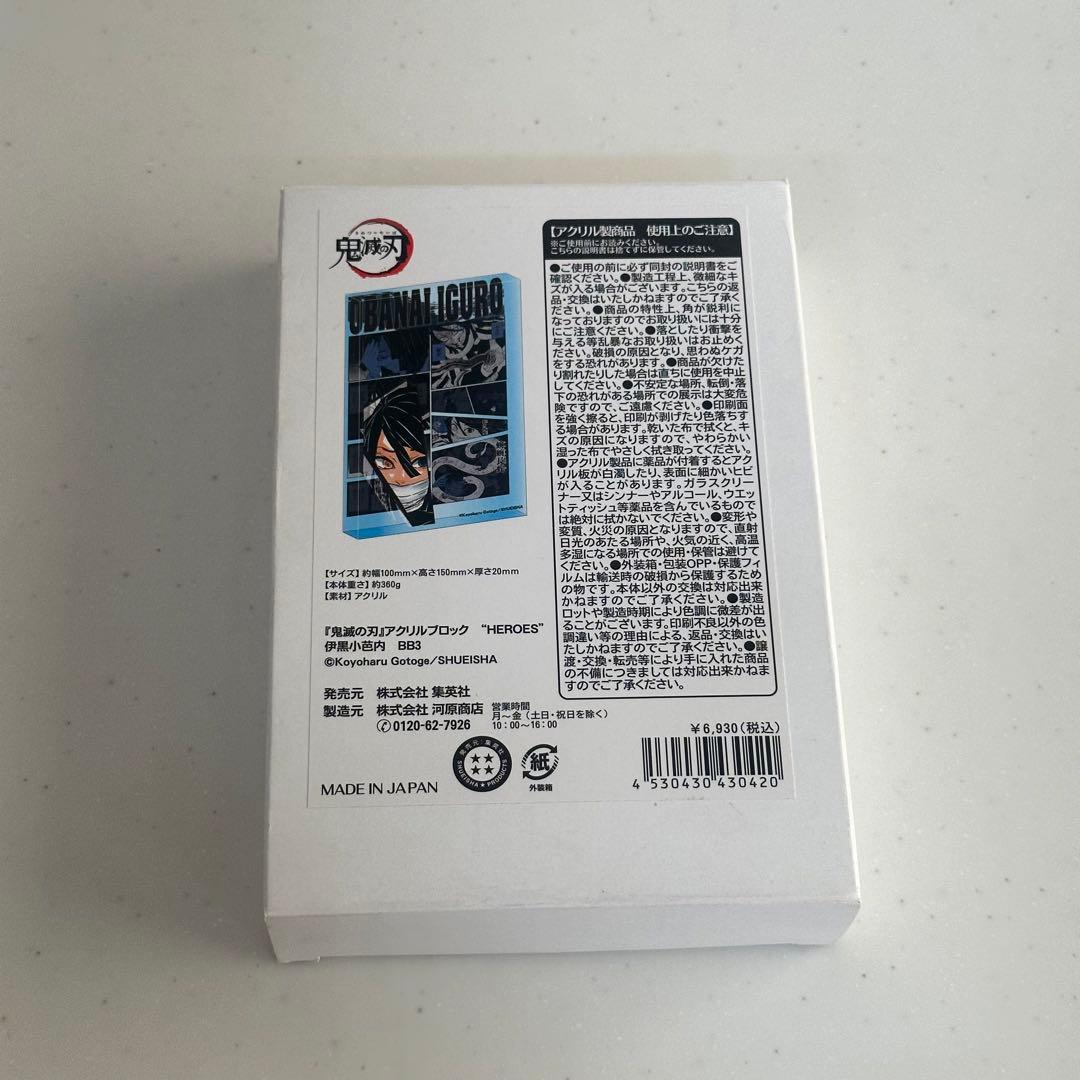 きめつのやいば
鬼滅の刃
OBANAI IGURO
©Koyoharu Gotoge/SHUEISHA
【サイズ】約幅100mm×高さ150mm×厚さ20mm
【本体重さ】約360g
【素材】アクリル
『鬼滅の刃』アクリルブロック “HEROES”
伊黒小芭内 BB3
©Koyoharu Gotoge/SHUEISHA
発売元 株式会社 集英社
製造元 株式会社 河原商店
0120-62-7926
営業時間
月〜金（土日・祝日を除く）
10：00〜16：00
MADE IN JAPAN
発売元・集英社
SHUEISHA★PRODUCTS
紙
外装箱
【アクリル製商品 使用上のご注意】
※ご使用前にお読みください。
こちらの説明書は捨てずに保管してください。
●ご使用の前に必ず同封の説明書をご
確認ください。●製造工程上、微細なキ
ズが入る場合がございます。こちらの返
品・交換はいたしかねますのでご了承くだ
さい。●商品の特性上、角が鋭利に
なっておりますのでお取り扱いには十分
にご注意ください。●落としたり衝撃を
与える等乱暴なお取り扱いはお止めく
ださい。破損の原因となり、思わぬケガ
をする恐れがあります。●商品が欠けた
り割れたりした場合は直ちに使用を中止
してください。●不安定な場所、転倒・落
下の恐れがある場所での展示は大変危
険ですので、ご遠慮ください。●印刷面
を強く擦ると、印刷が剥げたり色落ちす
る場合があります。乾いた布で拭くと、キ
ズの原因になりますので、やわらかい
湿った布でやさしく拭き取ってください。
●アクリル製品に薬品が付着するとアク
リル板が白濁したり、表面に細かいヒビ
が入ることがあります。ガラスクリー
ナー又はシンナーやアルコール、ウエッ
トティッシュ等薬品を含んでいるもので
は絶対に拭かないでください。●変形や
変質、火災の原因となりますので、直射
日光のあたる場所や、火気の近く、高温
多湿になる場所での使用・保管は避けて
ください。●外装箱・包装OPP・保護フィ
ルムは輸送時の破損から保護するため
の物です。本体以外の交換は対応出来
かねますのでご了承ください。●製造
ロットや製造時期により色調に微差が出
ることがございます。印刷不良以外の色
調違い等の理由による、返品・交換はい
たしかねますのでご了承ください。●譲
渡・交換・転売等により手に入れた商品
の不備につきましては対応出来かねま
すのでご了承ください。
￥6,930(税込)
4 530430 430420